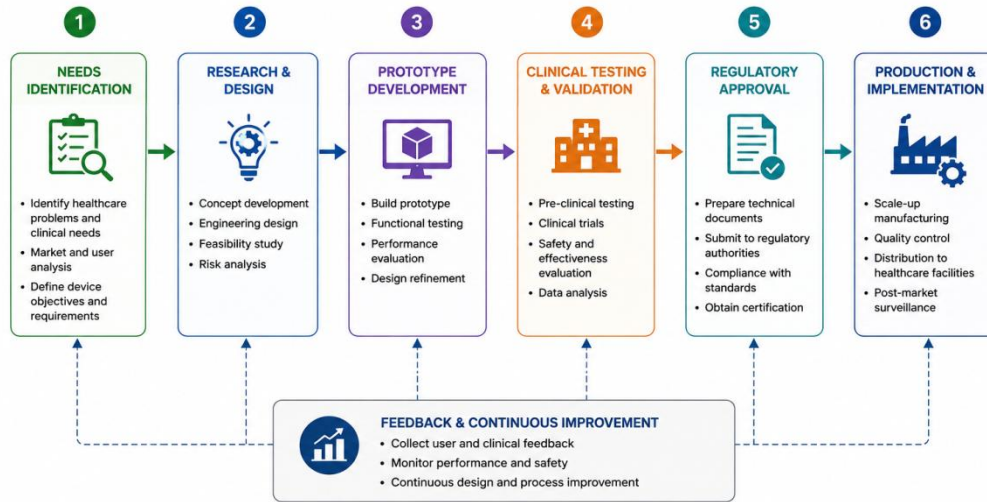 1
NEEDS
IDENTIFICATION
• Identify healthcare
problems and
clinical needs
• Market and user
analysis
• Define device
objectives and
requirements
2
RESEARCH &
DESIGN
• Concept development
• Engineering design
• Feasibility study
• Risk analysis
3
PROTOTYPE
DEVELOPMENT
• Build prototype
• Functional testing
• Performance
evaluation
• Design refinement
4
CLINICAL TESTING
& VALIDATION
• Pre-clinical testing
• Clinical trials
• Safety and
effectiveness
evaluation
• Data analysis
5
REGULATORY
APPROVAL
• Prepare technical
documents
• Submit to regulatory
authorities
• Compliance with
standards
• Obtain certification
6
PRODUCTION &
IMPLEMENTATION
• Scale-up
manufacturing
• Quality control
• Distribution to
healthcare facilities
• Post-market
surveillance
FEEDBACK & CONTINUOUS IMPROVEMENT
• Collect user and clinical feedback
• Monitor performance and safety
• Continuous design and process improvement